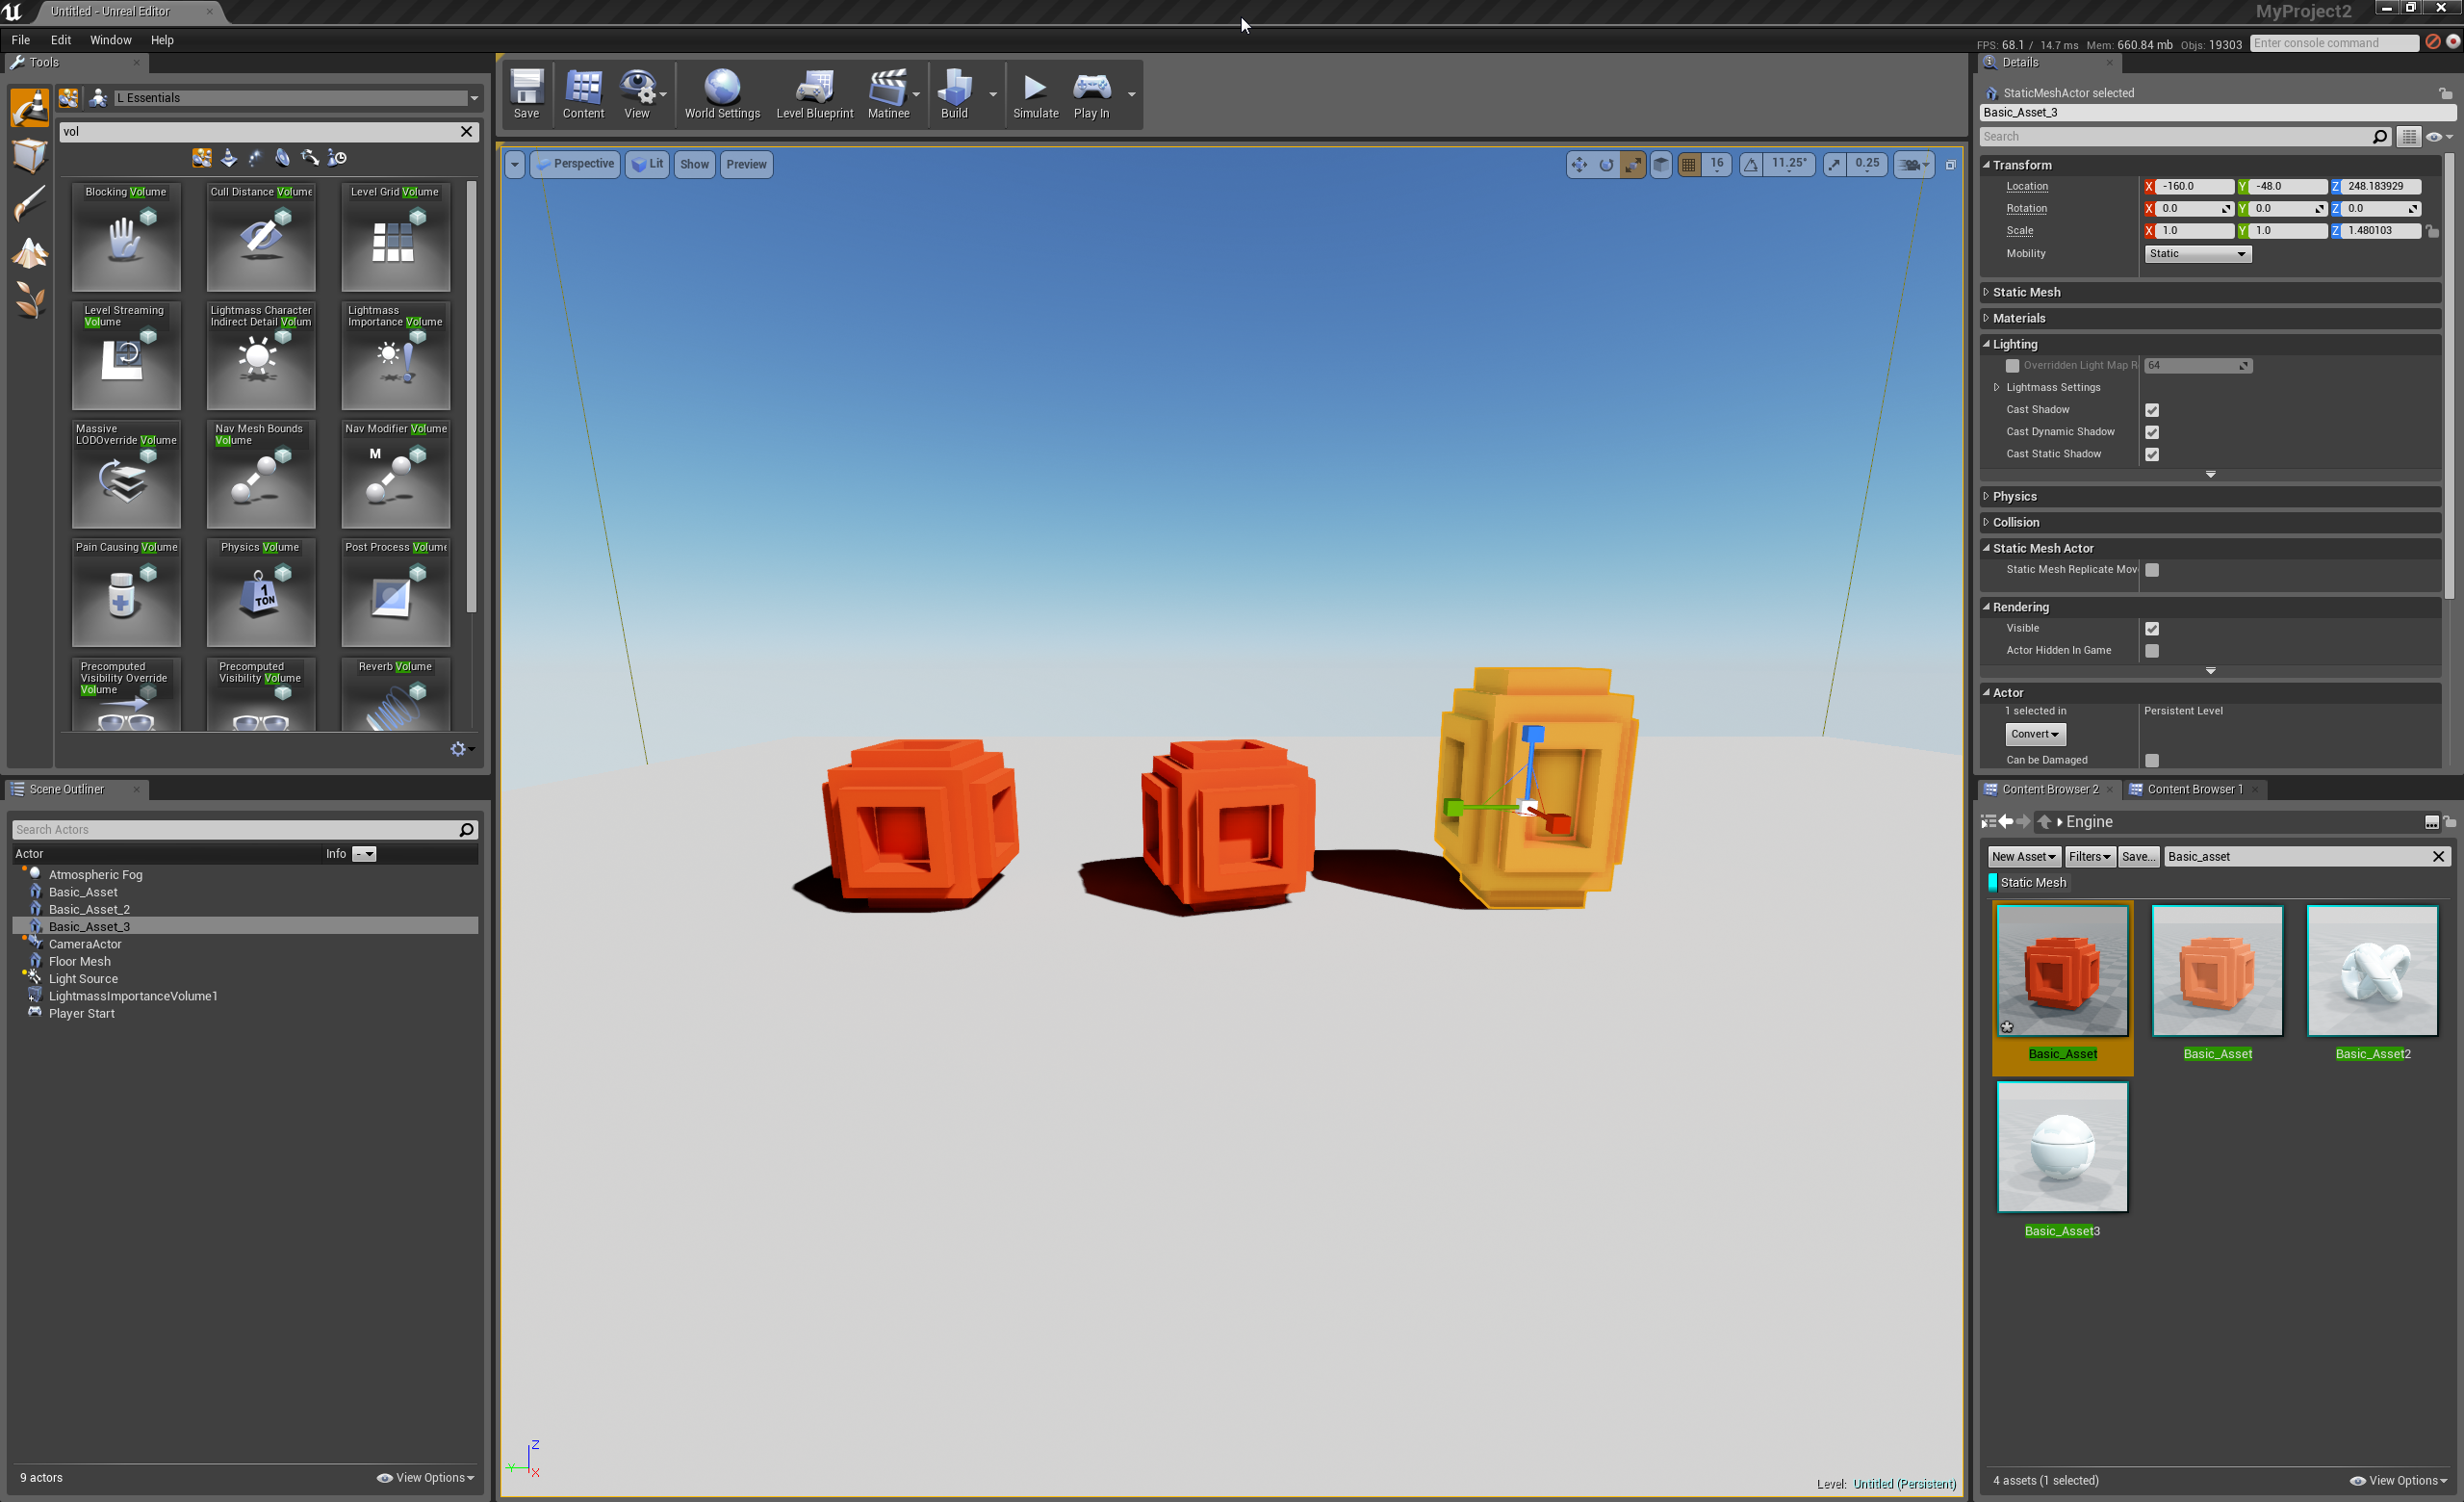 Untitled - Unreal Editor
MyProject2
File Edit Window Help
FPS: 68.1 / 14.7 ms Mem: 660.84 mb Objs: 19303 Enter console command
Tools
L Essentials
vol
Blocking Volume
Cull Distance Volume
Level Grid Volume
Level Streaming
Volume
Lightmass Character
Indirect Detail Volum
Lightmass
Importance Volume
Massive
LODOverride Volume
Nav Mesh Bounds
Volume
Nav Modifier Volume
M
Pain Causing Volume
Physics Volume
1
TON
Post Process Volume
Precomputed
Visibility Override
Volume
Precomputed
Visibility Volume
Reverb Volume
Scene Outliner
Search Actors
Actor Info -
Atmospheric Fog
Basic_Asset
Basic_Asset_2
Basic_Asset_3
CameraActor
Floor Mesh
Light Source
LightmassImportanceVolume1
Player Start
9 actors View Options
Save Content View World Settings Level Blueprint Matinee Build Simulate Play In
Perspective Lit Show Preview 16 11.25° 0.25
Z
Y
X
Level: Untitled (Persistent)
Details
StaticMeshActor selected
Basic_Asset_3
Search
Transform
Location X -160.0 Y -48.0 Z 248.183929
Rotation X 0.0 Y 0.0 Z 0.0
Scale X 1.0 Y 1.0 Z 1.480103
Mobility Static
Static Mesh
Materials
Lighting
Overridden Light Map R 64
Lightmass Settings
Cast Shadow
Cast Dynamic Shadow
Cast Static Shadow
Physics
Collision
Static Mesh Actor
Static Mesh Replicate Mov
Rendering
Visible
Actor Hidden In Game
Actor
1 selected in Persistent Level
Convert
Can be Damaged
Content Browser 2 Content Browser 1
Engine
New Asset Filters Save... Basic_asset
Static Mesh
Basic_Asset
Basic_Asset
Basic_Asset2
Basic_Asset3
4 assets (1 selected) View Options